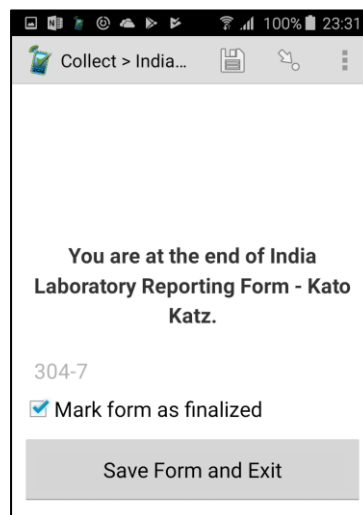 100% 23:31
Collect > India...
You are at the end of India
Laboratory Reporting Form - Kato
Katz.
304-7
Mark form as finalized
Save Form and Exit